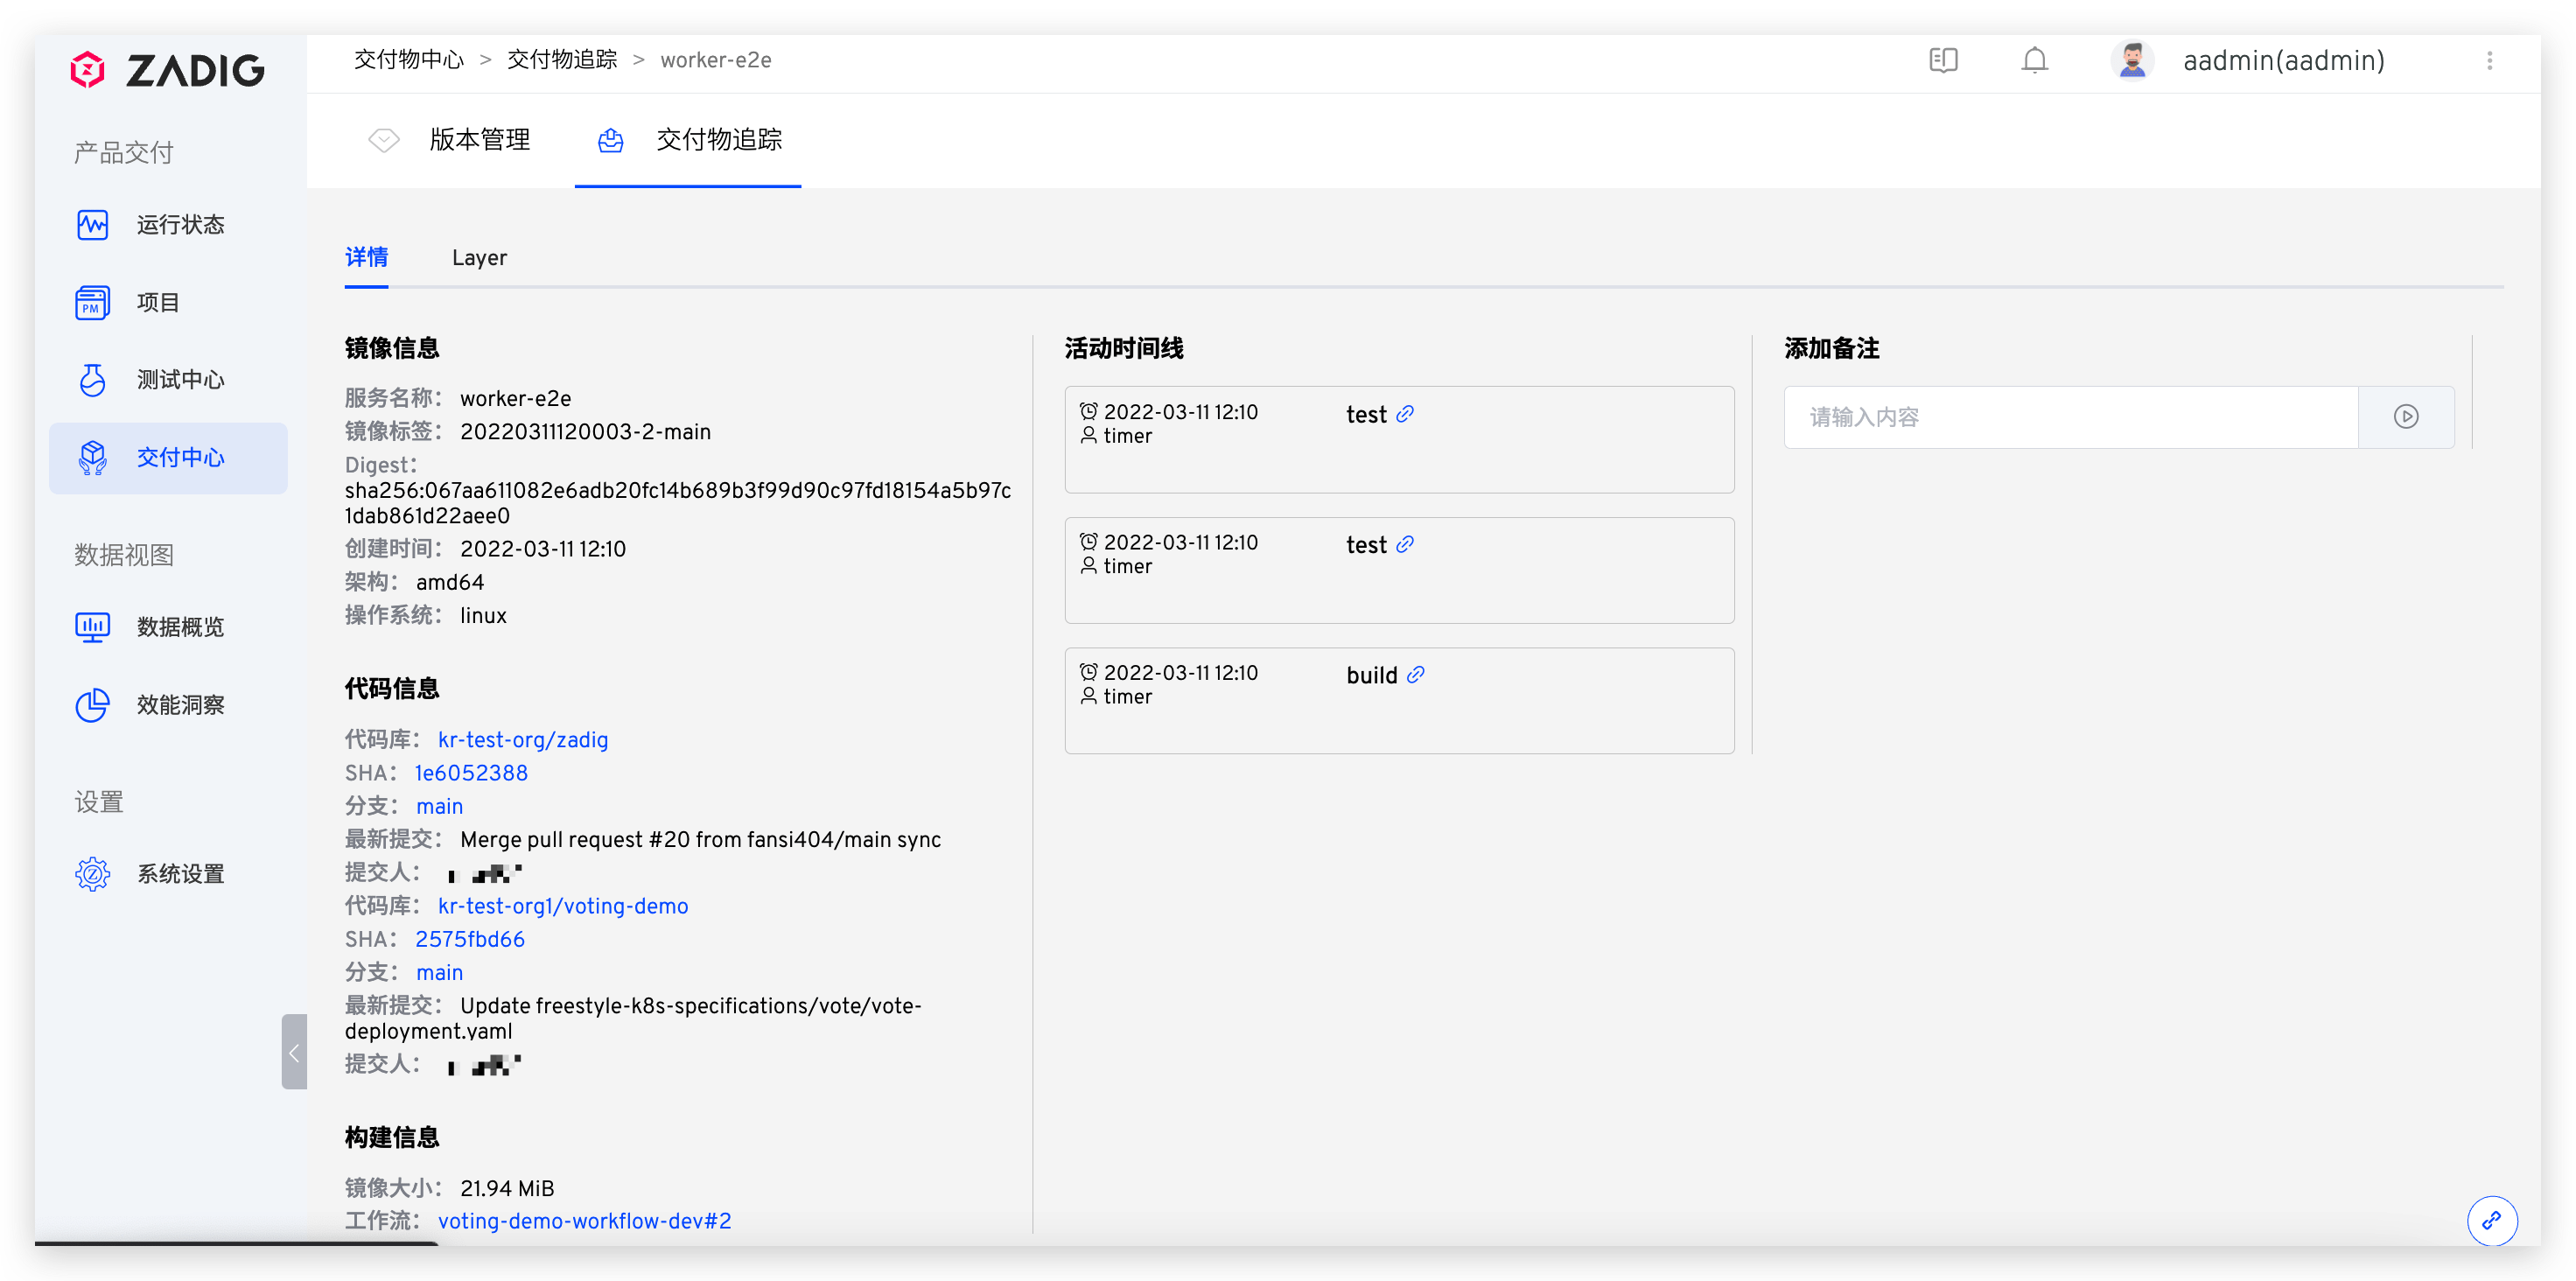 ZADIG
产品交付
运行状态
PM
项目
测试中心
交付中心
数据视图
数据概览
效能洞察
设置
系统设置
交付物中心 > 交付物追踪 > worker-e2e
aadmin(aadmin)
版本管理
交付物追踪
详情
Layer
镜像信息
服务名称： worker-e2e
镜像标签： 20220311120003-2-main
Digest：
sha256:067aa611082e6adb20fc14b689b3f99d90c97fd18154a5b97c
1dab861d22aee0
创建时间： 2022-03-11 12:10
架构： amd64
操作系统： linux
代码信息
代码库： kr-test-org/zadig
SHA： 1e6052388
分支： main
最新提交： Merge pull request #20 from fansi404/main sync
提交人：
代码库： kr-test-org1/voting-demo
SHA： 2575fbd66
分支： main
最新提交： Update freestyle-k8s-specifications/vote/vote-
deployment.yaml
提交人：
构建信息
镜像大小： 21.94 MiB
工作流： voting-demo-workflow-dev#2
活动时间线
2022-03-11 12:10 test
timer
2022-03-11 12:10 test
timer
2022-03-11 12:10 build
timer
添加备注
请输入内容